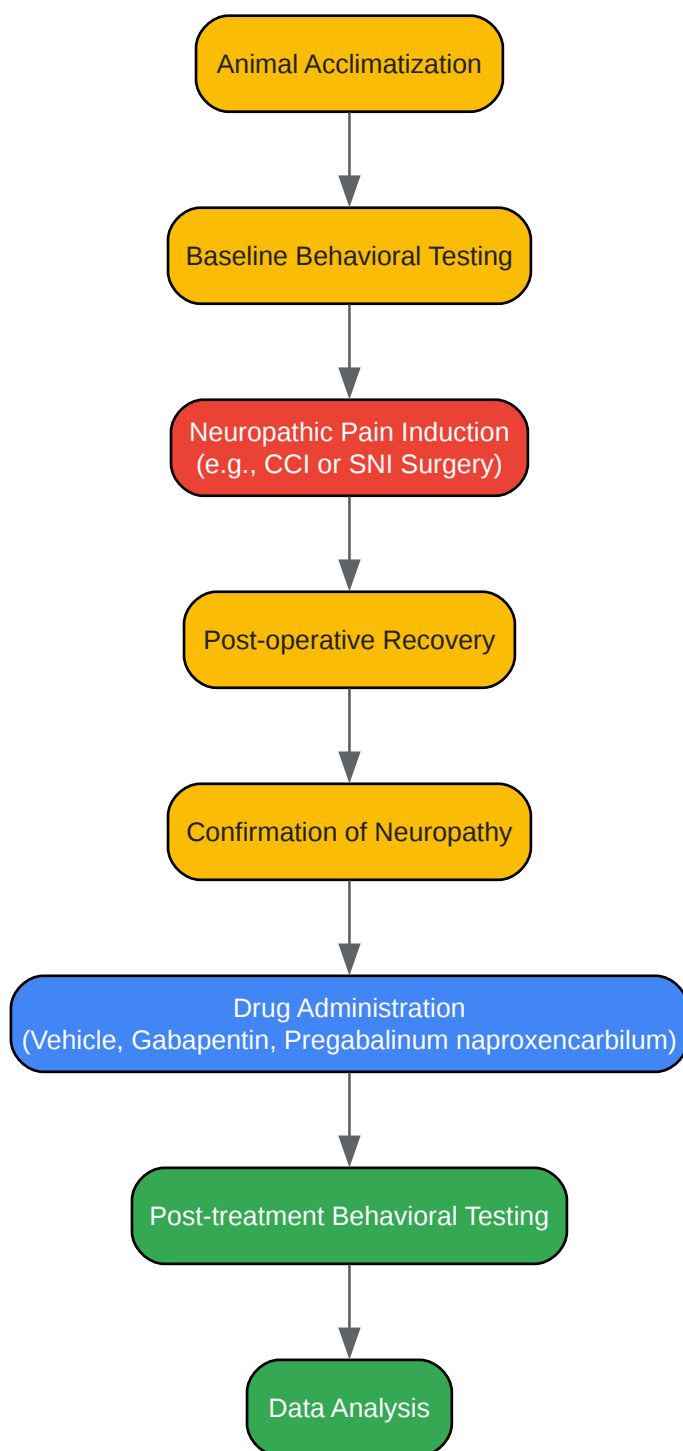 Animal Acclimatization
Baseline Behavioral Testing
Neuropathic Pain Induction
(e.g., CCI or SNI Surgery)
Post-operative Recovery
Confirmation of Neuropathy
Drug Administration
(Vehicle, Gabapentin, Pregabalinum naproxencarbilum)
Post-treatment Behavioral Testing
Data Analysis